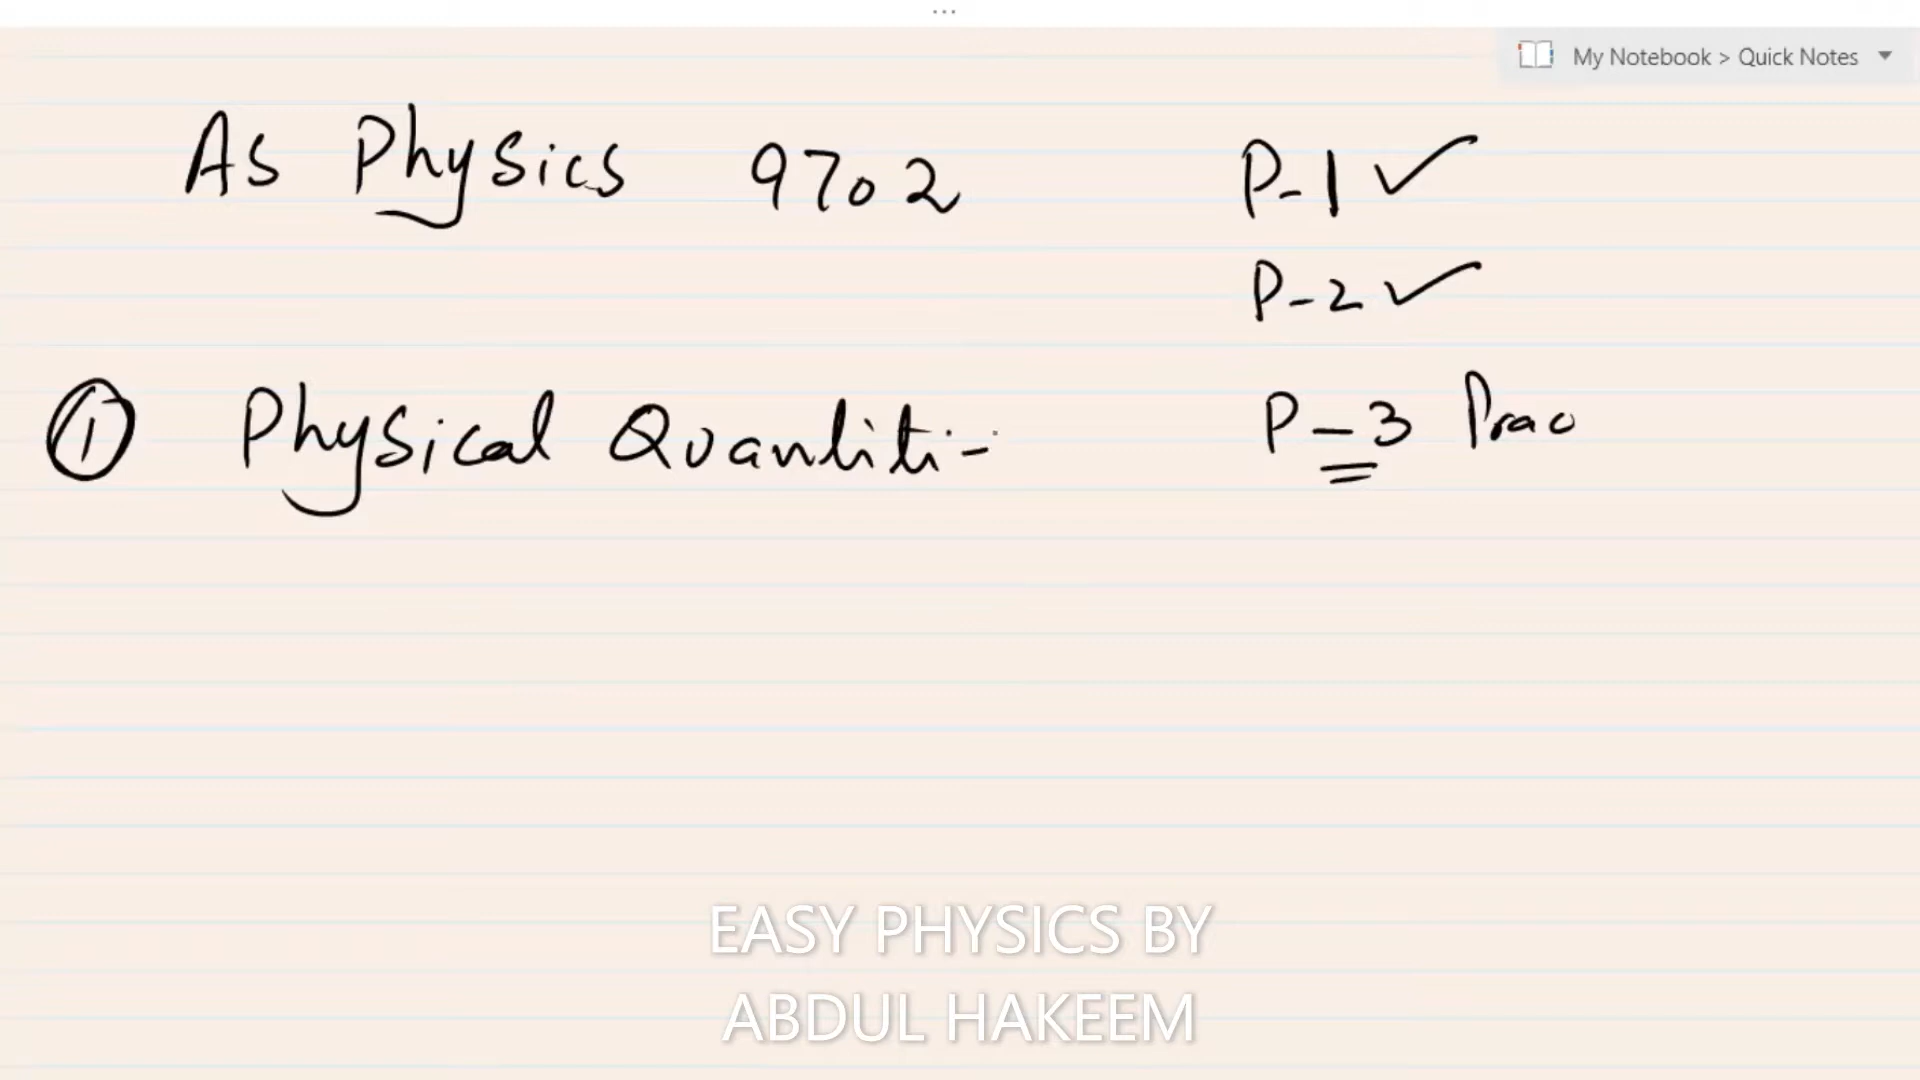 ...
My Notebook > Quick Notes
As Physics 9702
P-1 ✓
P-2 ✓
① Physical Quantiti-
P-3 Prac
EASY PHYSICS BY
ABDUL HAKEEM